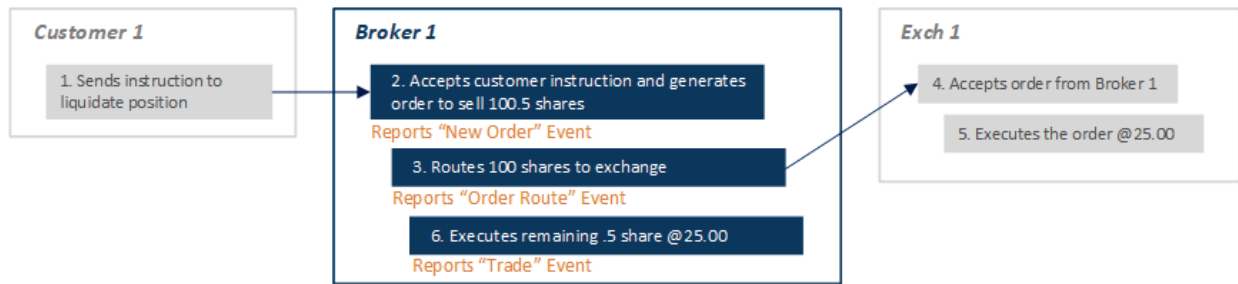 Customer 1
1. Sends instruction to
liquidate position
Broker 1
2. Accepts customer instruction and generates
order to sell 100.5 shares
Reports “New Order” Event
3. Routes 100 shares to exchange
Reports “Order Route” Event
6. Executes remaining .5 share @25.00
Reports “Trade” Event
Exch 1
4. Accepts order from Broker 1
5. Executes the order @25.00